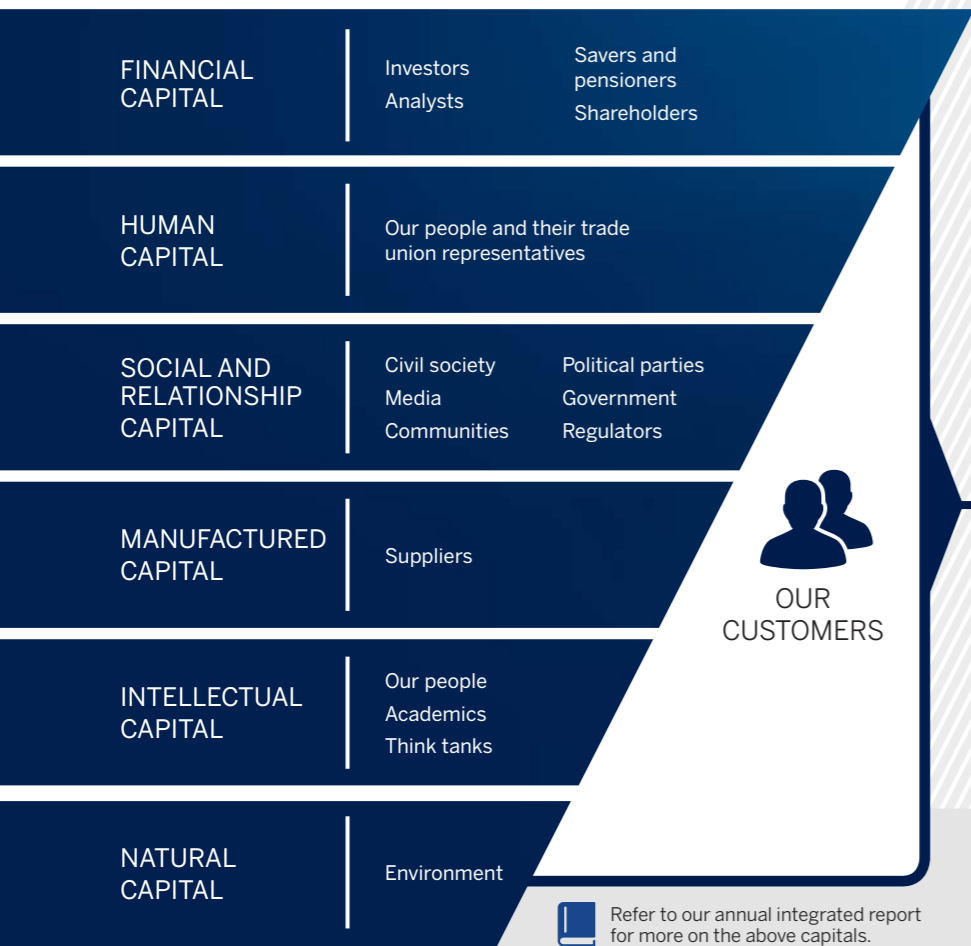 FINANCIAL
CAPITAL
Investors
Analysts
Savers and
pensioners
Shareholders
HUMAN
CAPITAL
Our people and their trade
union representatives
SOCIAL AND
RELATIONSHIP
CAPITAL
Civil society
Media
Communities
Political parties
Government
Regulators
MANUFACTURED
CAPITAL
Suppliers
OUR
CUSTOMERS
INTELLECTUAL
CAPITAL
Our people
Academics
Think tanks
NATURAL
CAPITAL
Environment
Refer to our annual integrated report
for more on the above capitals.